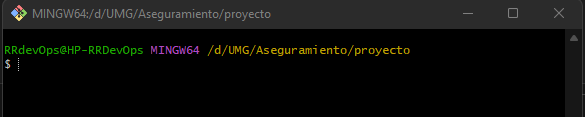 MINGW64:/d/UMG/Aseguramiento/proyecto
RRdevOps@HP-RRDevOps MINGW64 /d/UMG/Aseguramiento/proyecto
$